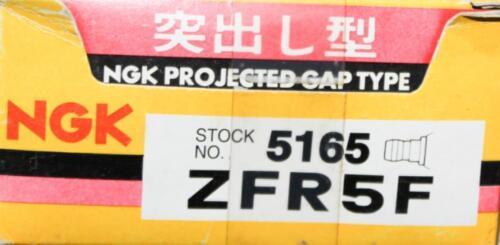 突出し型
NGK PROJECTED GAP TYPE
NGK
STOCK NO. 5165
ZFR5F